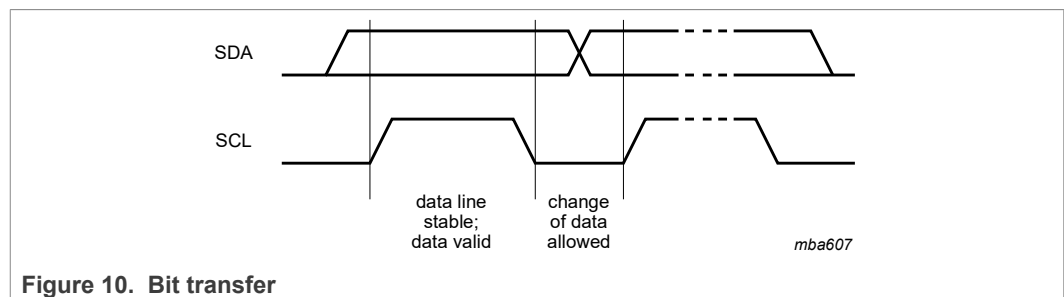 SDA
SCL
data line
stable;
data valid
change
of data
allowed
mba607
Figure 10. Bit transfer